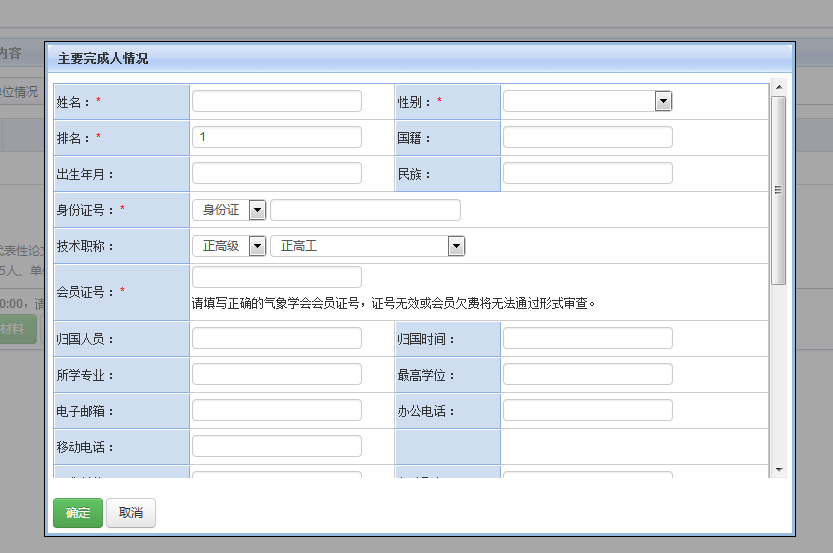 内容
主要完成人情况
单位情况
姓名：*
性别：*
排名：* 1
国籍：
出生年月：
民族：
身份证号：* 身份证
技术职称： 正高级 正高工
代表性论文
5人、单位
会员证号：*
请填写正确的气象学会会员证号，证号无效或会员欠费将无法通过形式审查。
0:00，请
材料
归国人员：
归国时间：
所学专业：
最高学位：
电子邮箱：
办公电话：
移动电话：
确定 取消